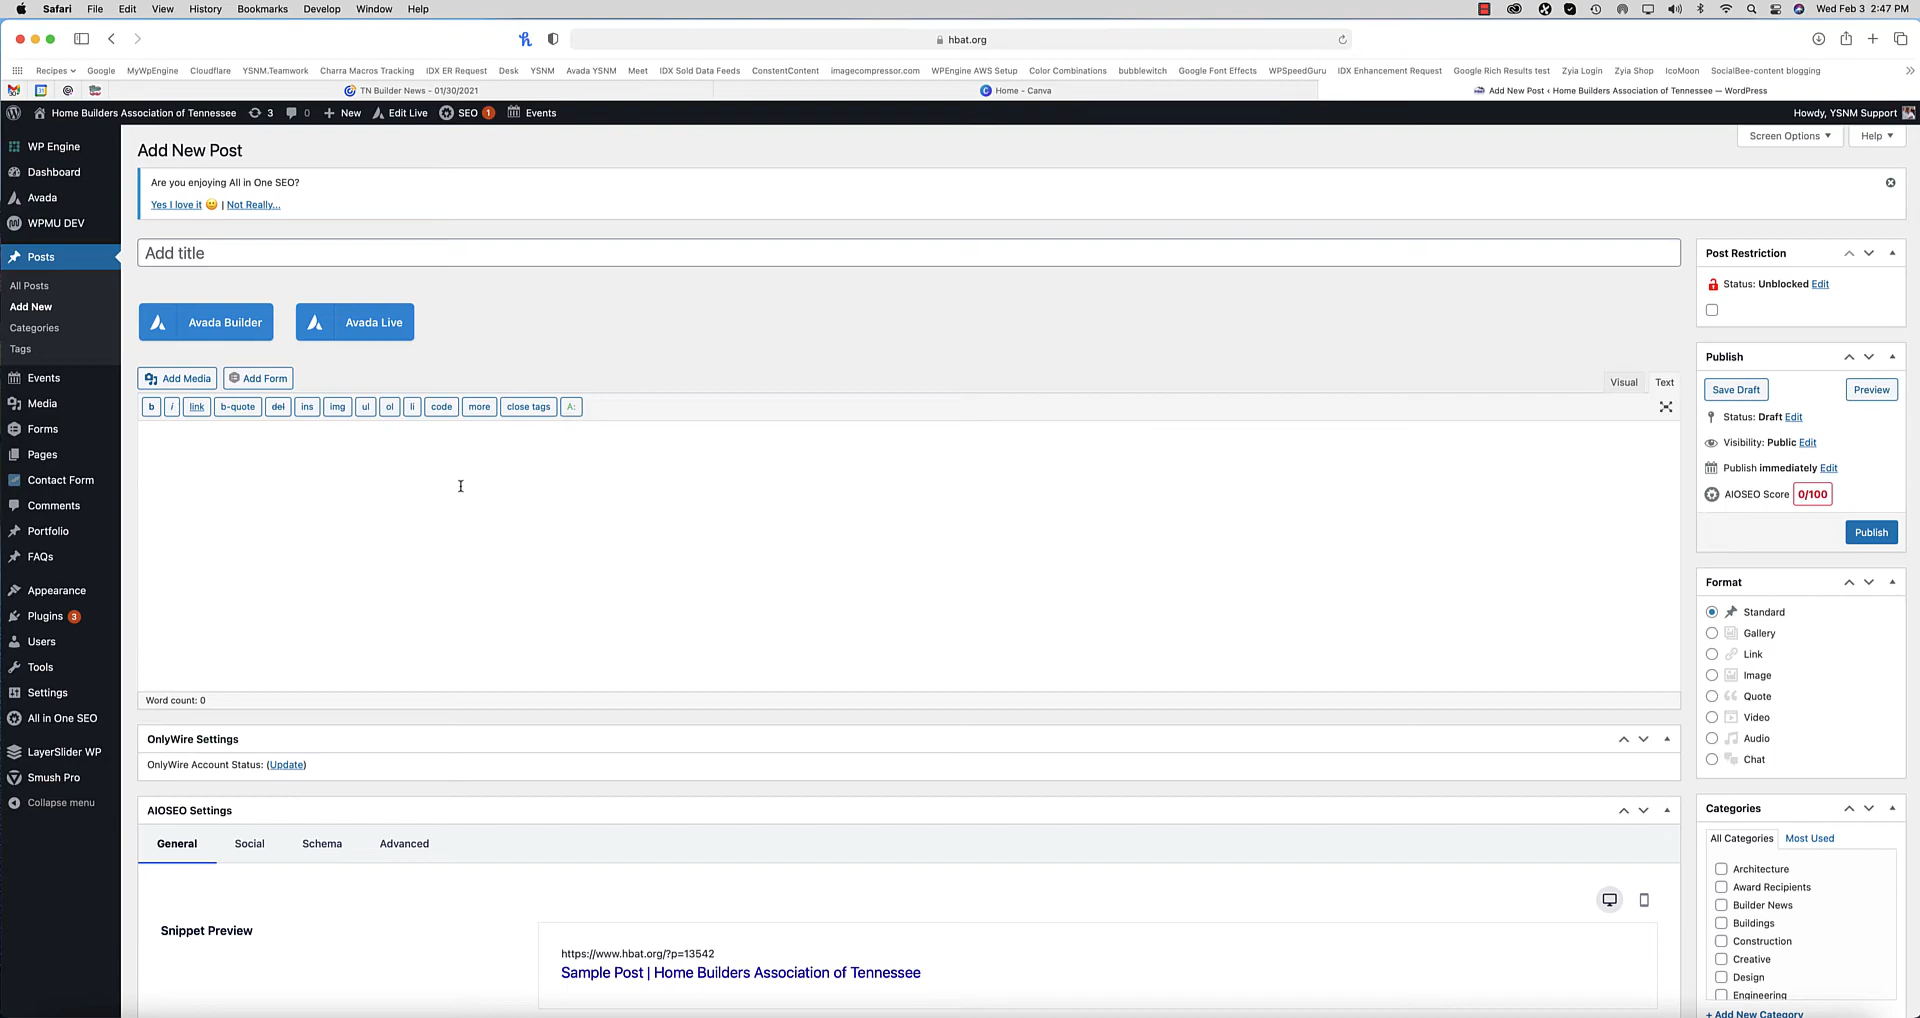 Safari File Edit View History Bookmarks Develop Window Help Wed Feb 3 2:47 PM
hbat.org
Recipes Google MyWpEngine Cloudflare YSNM.Teamwork Charra Macros Tracking IDX ER Request Desk YSNM Avada YSNM Meet IDX Sold Data Feeds ConstentContent imagecompressor.com WPEngine AWS Setup Color Combinations bubblewitch Google Font Effects WPSpeedGuru IDX Enhancement Request Google Rich Results test Zyia Login Zyia Shop IcoMoon SocialBee-content blogging
TN Builder News - 01/30/2021 Home - Canva Add New Post ‹ Home Builders Association of Tennessee — WordPress
Home Builders Association of Tennessee 3 0 New Edit Live SEO 1 Events Howdy, YSNM Support
WP Engine
Dashboard
Avada
WPMU DEV
Posts
All Posts
Add New
Categories
Tags
Events
Media
Forms
Pages
Contact Form
Comments
Portfolio
FAQs
Appearance
Plugins 3
Users
Tools
Settings
All in One SEO
LayerSlider WP
Smush Pro
Collapse menu
Screen Options Help
Add New Post
Are you enjoying All in One SEO?
Yes I love it | Not Really...
Add title
Avada Builder Avada Live
Add Media Add Form
Visual Text
b i link b-quote del ins img ul ol li code more close tags A:
Word count: 0
OnlyWire Settings
OnlyWire Account Status: (Update)
AIOSEO Settings
General Social Schema Advanced
Snippet Preview
https://www.hbat.org/?p=13542
Sample Post | Home Builders Association of Tennessee
Post Restriction
Status: Unblocked Edit
Publish
Save Draft Preview
Status: Draft Edit
Visibility: Public Edit
Publish immediately Edit
AIOSEO Score 0/100
Publish
Format
Standard
Gallery
Link
Image
Quote
Video
Audio
Chat
Categories
All Categories Most Used
Architecture
Award Recipients
Builder News
Buildings
Construction
Creative
Design
Engineering
+ Add New Category